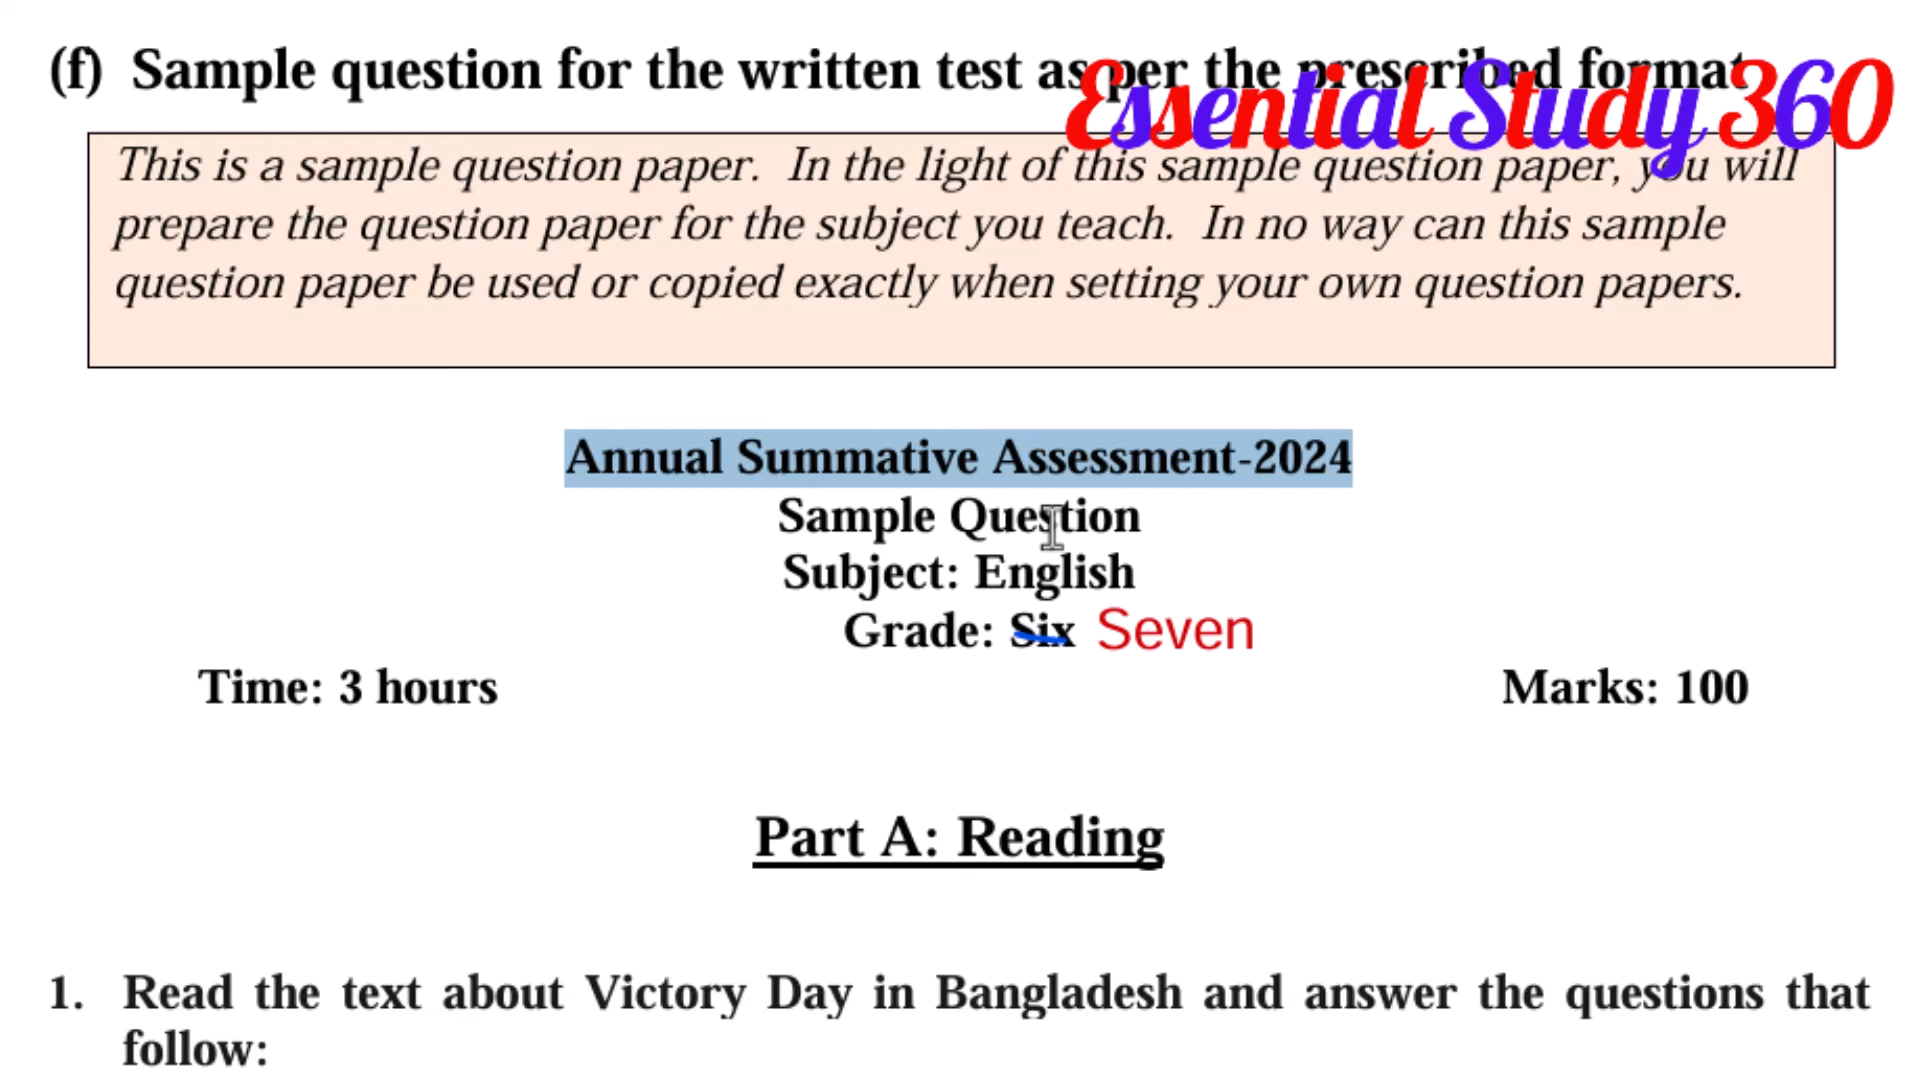 (f) Sample question for the written test as per the prescribed format
Essential Study 360
This is a sample question paper. In the light of this sample question paper, you will
prepare the question paper for the subject you teach. In no way can this sample
question paper be used or copied exactly when setting your own question papers.
Annual Summative Assessment-2024
Sample Question
Subject: English
Grade: Six Seven
Time: 3 hours Marks: 100
Part A: Reading
1. Read the text about Victory Day in Bangladesh and answer the questions that
follow: